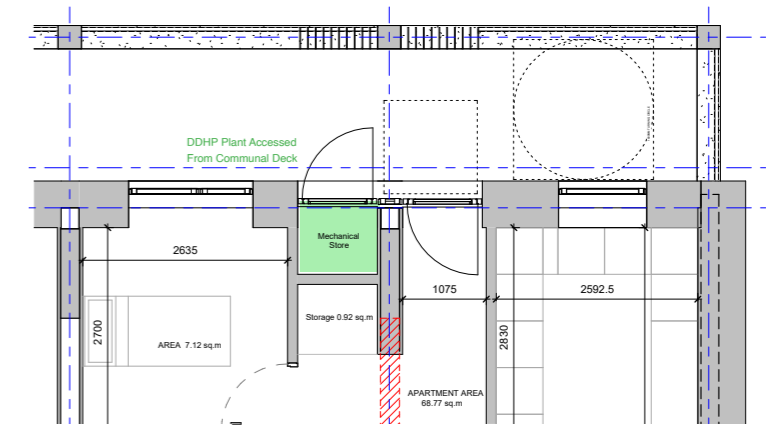 DDHP Plant Accessed
From Communal Deck
Mechanical
Store
2635
1075
2592.5
Storage 0.92 sq.m
2700
2830
AREA 7.12 sq.m
APARTMENT AREA
68.77 sq.m